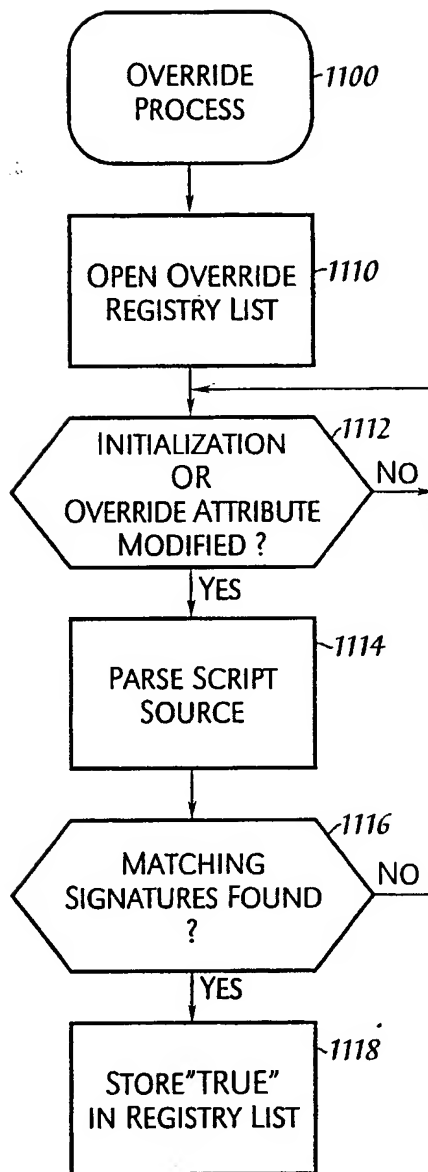 OVERRIDE
PROCESS
1100
OPEN OVERRIDE
REGISTRY LIST
1110
INITIALIZATION
OR
OVERRIDE ATTRIBUTE
MODIFIED ?
1112
NO
YES
PARSE SCRIPT
SOURCE
1114
MATCHING
SIGNATURES FOUND
?
1116
NO
YES
STORE"TRUE"
IN REGISTRY LIST
1118